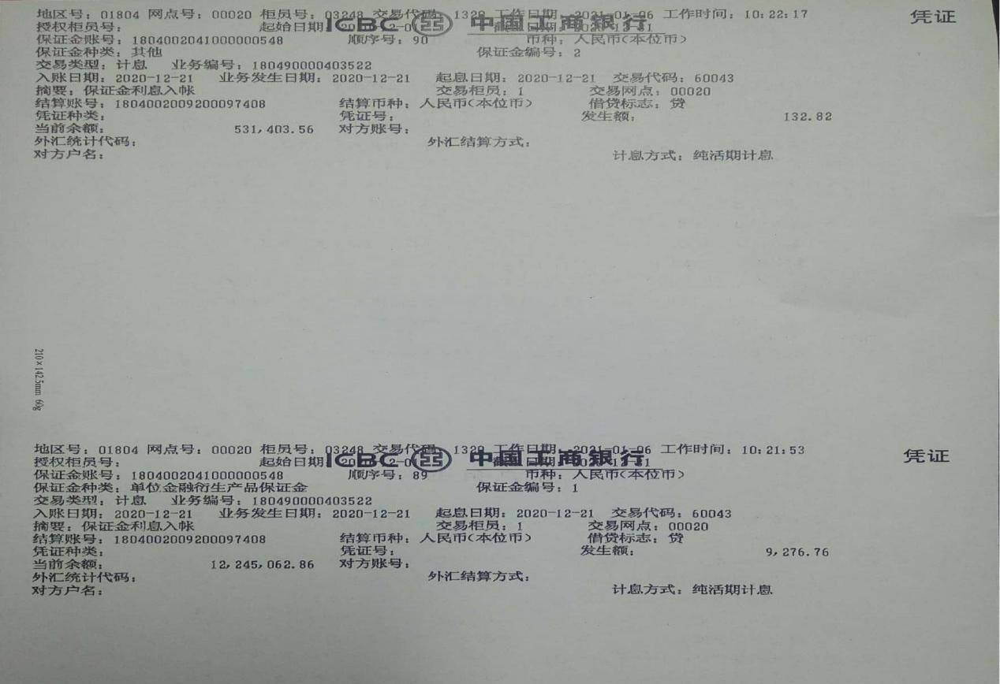 地区号: 01804 网点号: 00020 柜员号: 03248 交易代码: 1329 工作日期: 2021-01-06 工作时间: 10:22:17
凭证
ICBC 中国工商银行
授权柜员号: 起始日期
保证金账号: 1804002041000000548 顺序号: 90 币种: 人民币(本位币)
保证金种类: 其他 保证金编号: 2
交易类型: 计息 业务编号: 180490000403522
入账日期: 2020-12-21 业务发生日期: 2020-12-21 起息日期: 2020-12-21 交易代码: 60043
摘要: 保证金利息入帐 交易柜员: 1 交易网点: 00020
结算账号: 1804002009200097408 结算币种: 人民币(本位币) 借贷标志: 贷
凭证种类: 凭证号: 发生额: 132.82
当前余额: 531,403.56 对方账号:
外汇统计代码: 外汇结算方式:
对方户名: 计息方式: 纯活期计息
210×142.5mm 60g
地区号: 01804 网点号: 00020 柜员号: 03248 交易代码: 1329 工作日期: 2021-01-06 工作时间: 10:21:53
凭证
ICBC 中国工商银行
授权柜员号: 起始日期
保证金账号: 1804002041000000548 顺序号: 89 币种: 人民币(本位币)
保证金种类: 单位金融衍生产品保证金 保证金编号: 1
交易类型: 计息 业务编号: 180490000403522
入账日期: 2020-12-21 业务发生日期: 2020-12-21 起息日期: 2020-12-21 交易代码: 60043
摘要: 保证金利息入帐 交易柜员: 1 交易网点: 00020
结算账号: 1804002009200097408 结算币种: 人民币(本位币) 借贷标志: 贷
凭证种类: 凭证号: 发生额: 9,276.76
当前余额: 12,245,062.86 对方账号:
外汇统计代码: 外汇结算方式:
对方户名: 计息方式: 纯活期计息